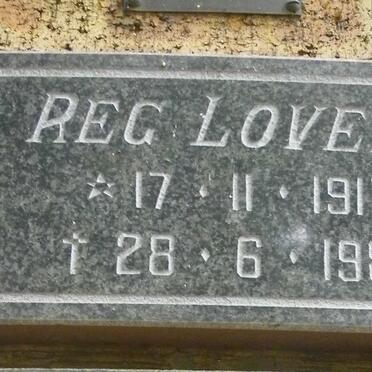 REG LOVE
☆ 17 · 11 · 191
† 28 · 6 · 19